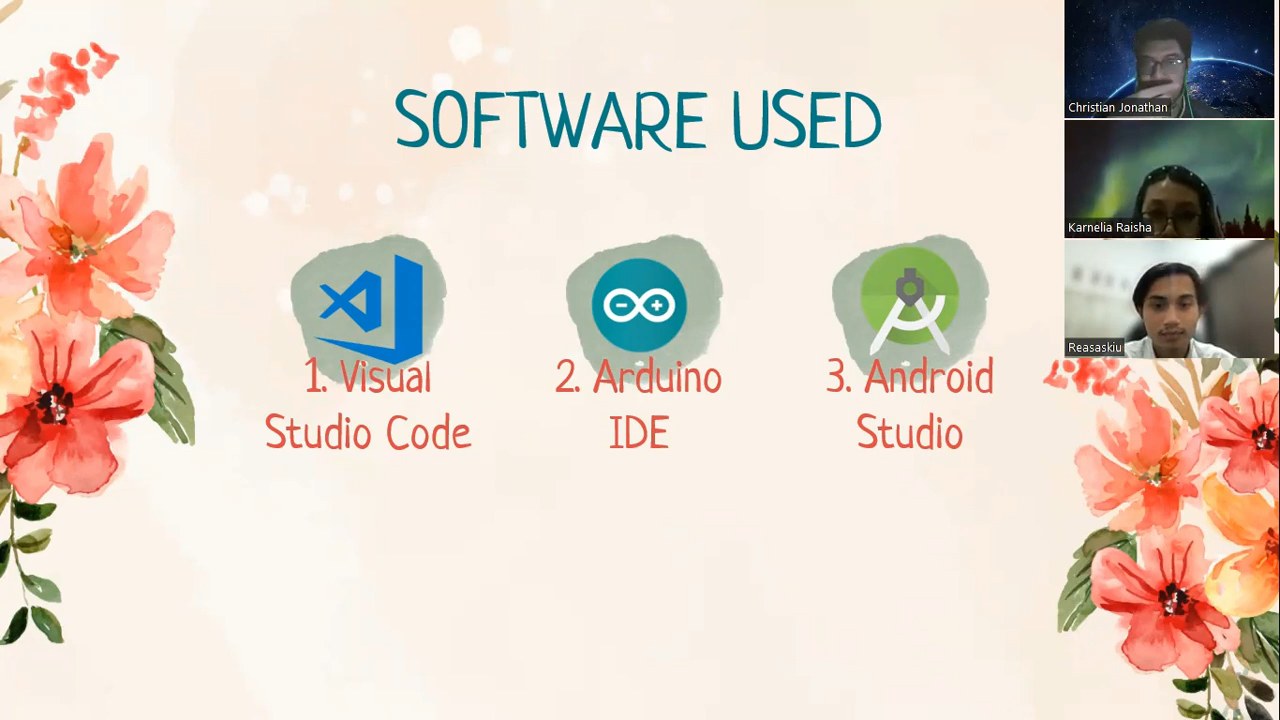 SOFTWARE USED
1. Visual
Studio Code
2. Arduino
IDE
3. Android
Studio
Christian Jonathan
Karnelia Raisha
Reasaskiu